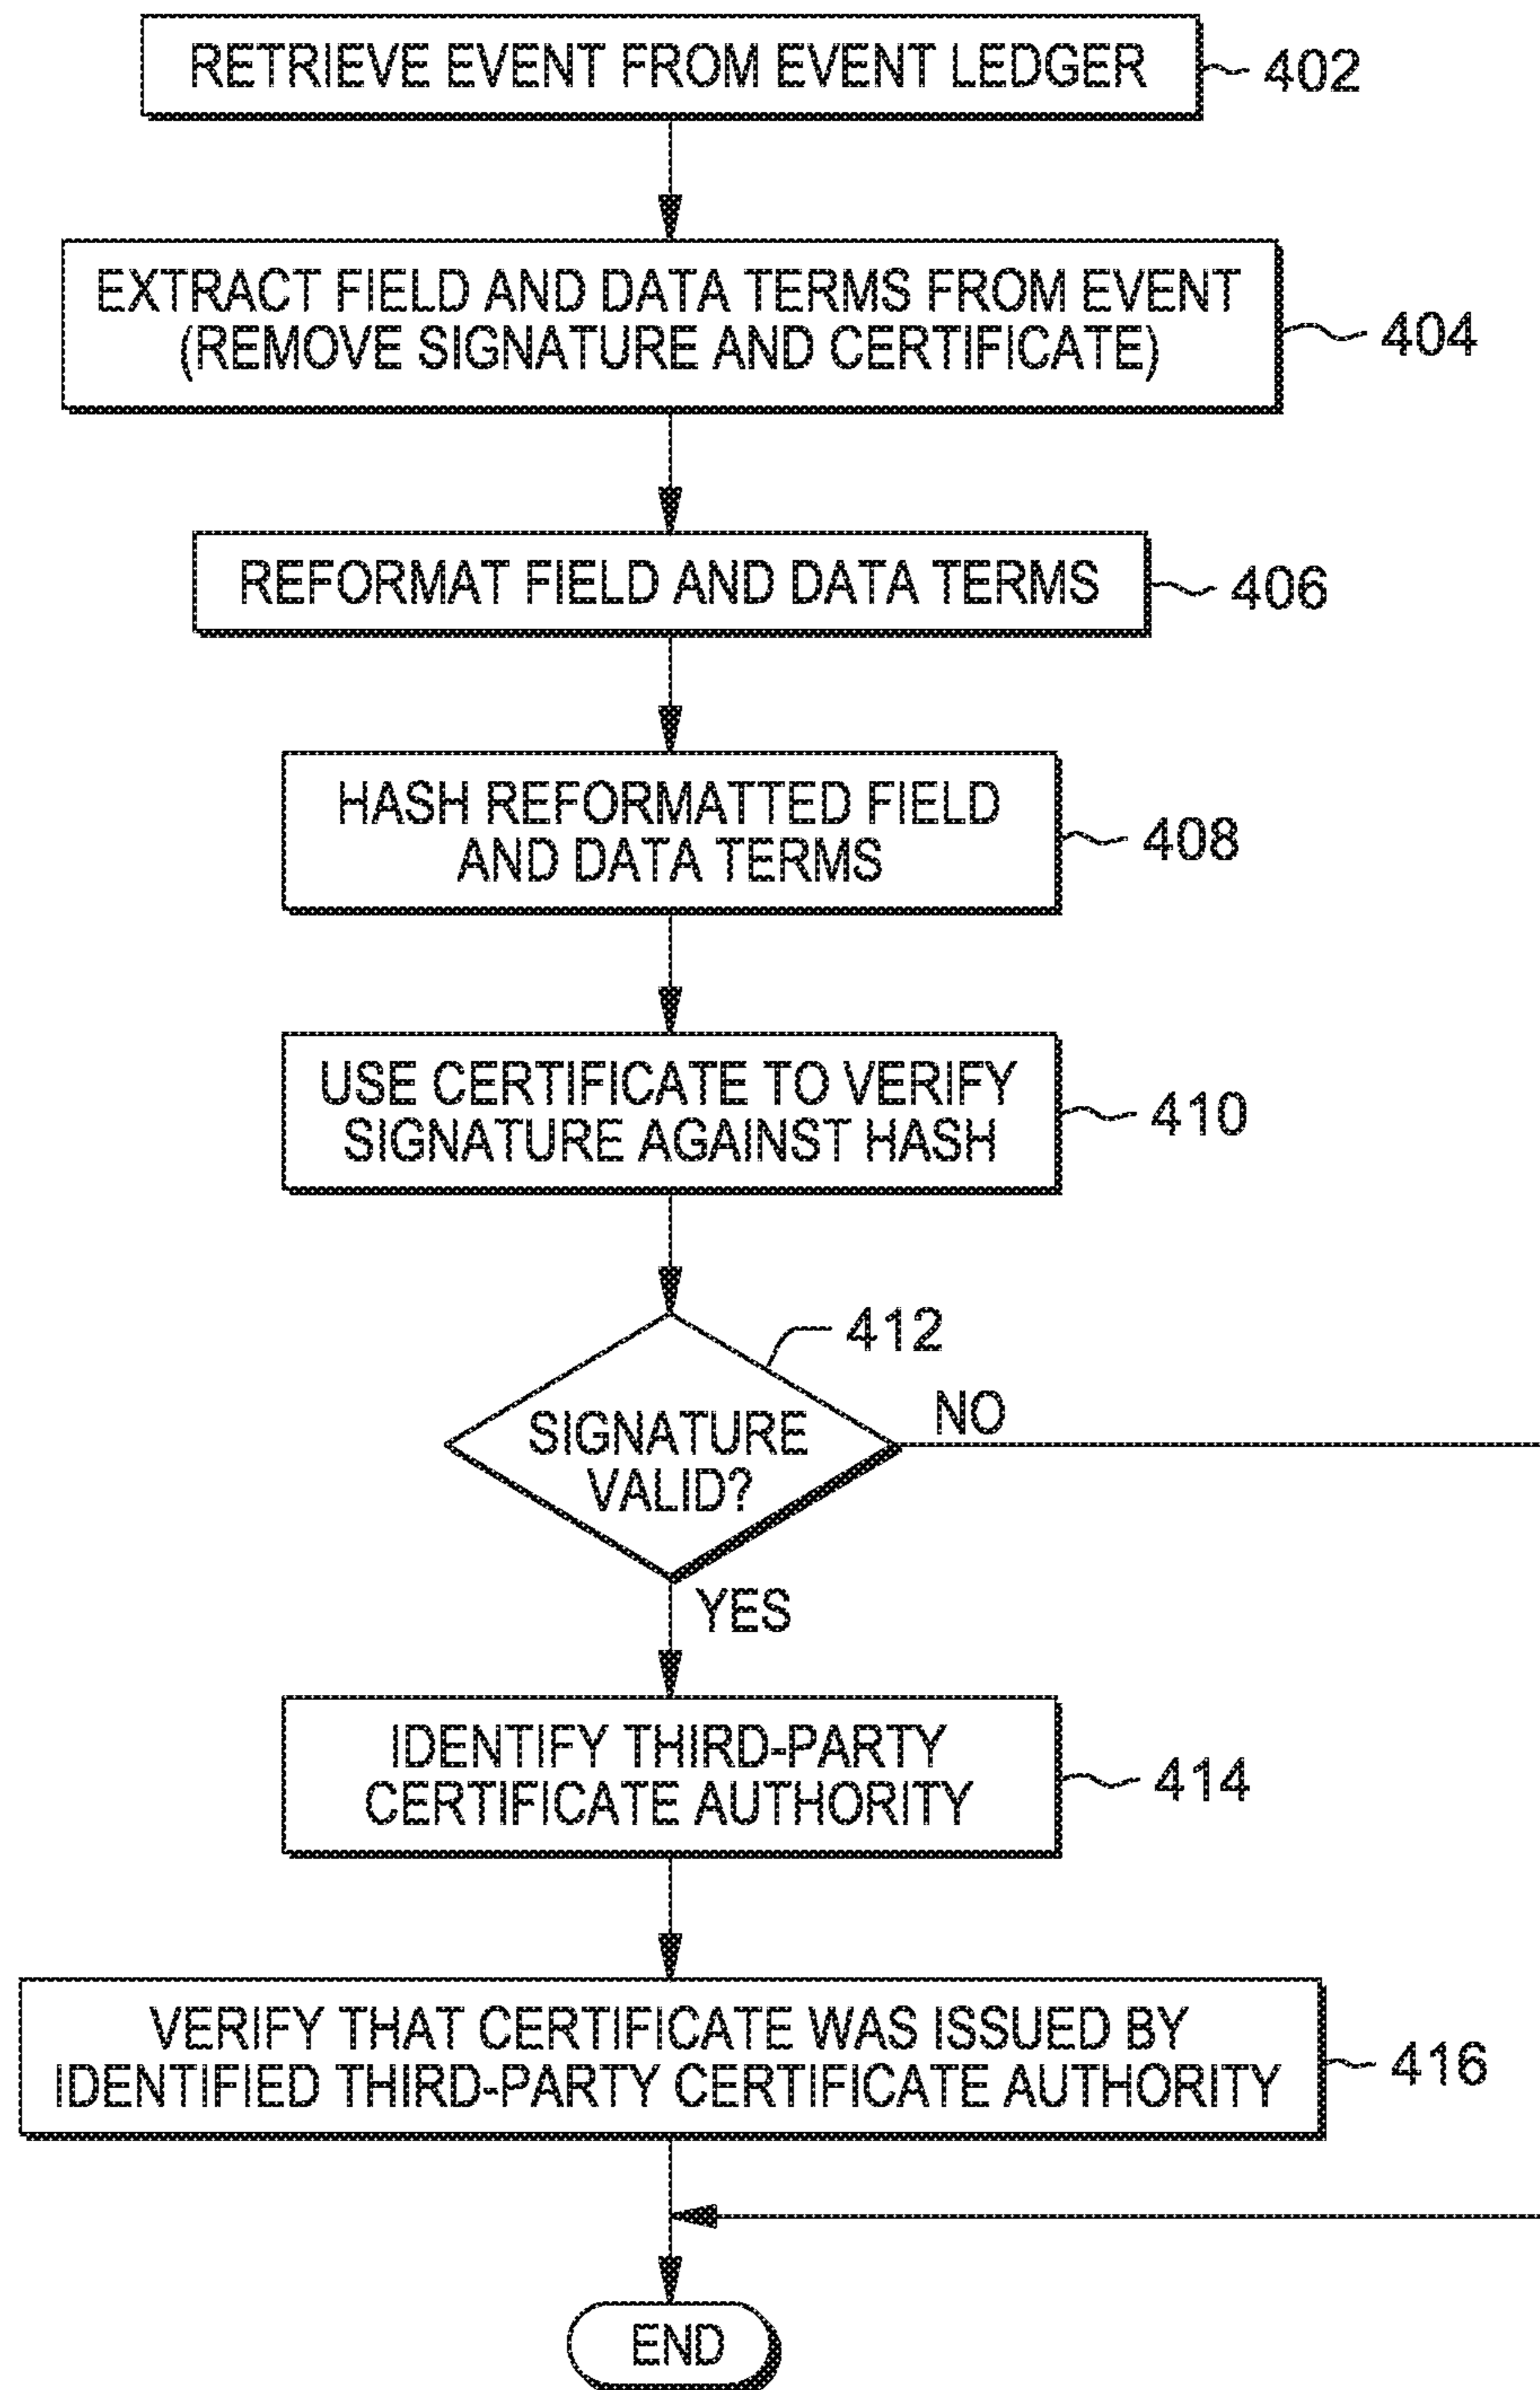 RETRIEVE EVENT FROM EVENT LEDGER
402
EXTRACT FIELD AND DATA TERMS FROM EVENT
(REMOVE SIGNATURE AND CERTIFICATE)
404
REFORMAT FIELD AND DATA TERMS
406
HASH REFORMATTED FIELD
AND DATA TERMS
408
USE CERTIFICATE TO VERIFY
SIGNATURE AGAINST HASH
410
412
NO
SIGNATURE
VALID?
YES
IDENTIFY THIRD-PARTY
CERTIFICATE AUTHORITY
414
VERIFY THAT CERTIFICATE WAS ISSUED BY
IDENTIFIED THIRD-PARTY CERTIFICATE AUTHORITY
416
END